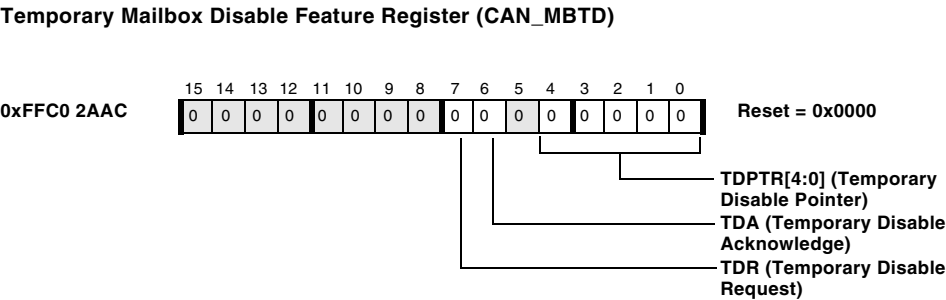 Temporary Mailbox Disable Feature Register (CAN_MBTD)
15 14 13 12 11 10 9 8 7 6 5 4 3 2 1 0
0xFFC0 2AAC 0 0 0 0 0 0 0 0 0 0 0 0 0 0 0 0 Reset = 0x0000
TDPTR[4:0] (Temporary
Disable Pointer)
TDA (Temporary Disable
Acknowledge)
TDR (Temporary Disable
Request)